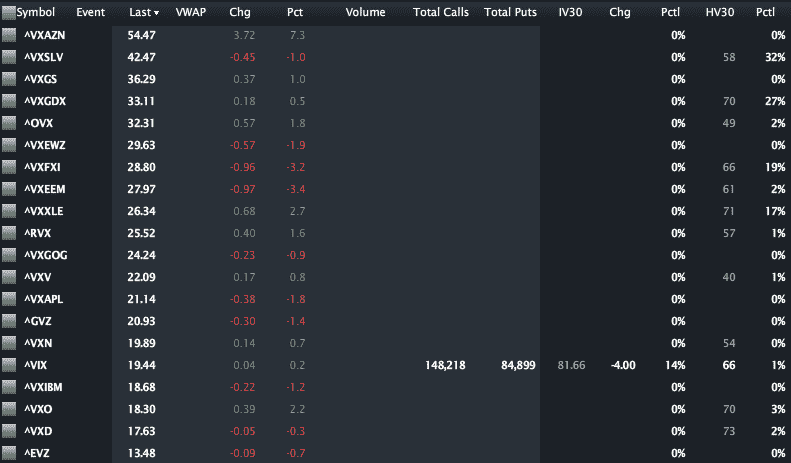 Symbol Event Last VWAP Chg Pct Volume Total Calls Total Puts IV30 Chg Pctl HV30 Pctl
^VXAZN 54.47 3.72 7.3 0% 0%
^VXSLV 42.47 -0.45 -1.0 0% 58 32%
^VXGS 36.29 0.37 1.0 0% 0%
^VXGDX 33.11 0.18 0.5 0% 70 27%
^OVX 32.31 0.57 1.8 0% 49 2%
^VXEWZ 29.63 -0.57 -1.9 0% 0%
^VXFXI 28.80 -0.96 -3.2 0% 66 19%
^VXEEM 27.97 -0.97 -3.4 0% 61 2%
^VXXLE 26.34 0.68 2.7 0% 71 17%
^RVX 25.52 0.40 1.6 0% 57 1%
^VXGOG 24.24 -0.23 -0.9 0% 0%
^VXV 22.09 0.17 0.8 0% 40 1%
^VXAPL 21.14 -0.38 -1.8 0% 0%
^GVZ 20.93 -0.30 -1.4 0% 0%
^VXN 19.89 0.14 0.7 0% 54 0%
^VIX 19.44 0.04 0.2 148,218 84,899 81.66 -4.00 14% 66 1%
^VXIBM 18.68 -0.22 -1.2 0% 0%
^VXO 18.30 0.39 2.2 0% 70 3%
^VXD 17.63 -0.05 -0.3 0% 73 2%
^EVZ 13.48 -0.09 -0.7 0% 0%